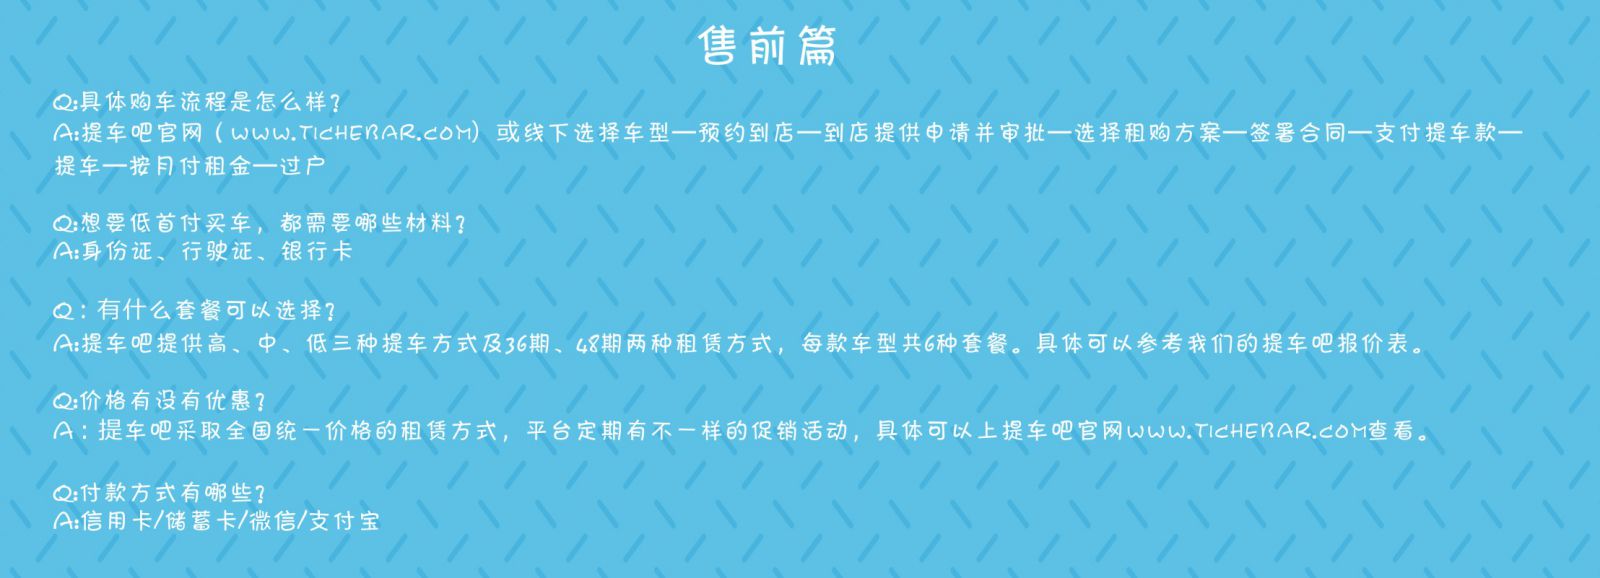 售前篇
Q:具体购车流程是怎么样?
A:提车吧官网(WWW.TICHEBAR.COM)或线下选择车型—预约到店—到店提供申请并审批—选择租购方案—签署合同—支付提车款—
提车—按月付租金—过户
Q:想要低首付买车，都需要哪些材料?
A:身份证、行驶证、银行卡
Q：有什么套餐可以选择?
A:提车吧提供高、中、低三种提车方式及36期、48期两种租赁方式，每款车型共6种套餐。具体可以参考我们的提车吧报价表。
Q:价格有没有优惠?
A：提车吧采取全国统一价格的租赁方式，平台定期有不一样的促销活动，具体可以上提车吧官网WWW.TICHEBAR.COM查看。
Q:付款方式有哪些?
A:信用卡/储蓄卡/微信/支付宝